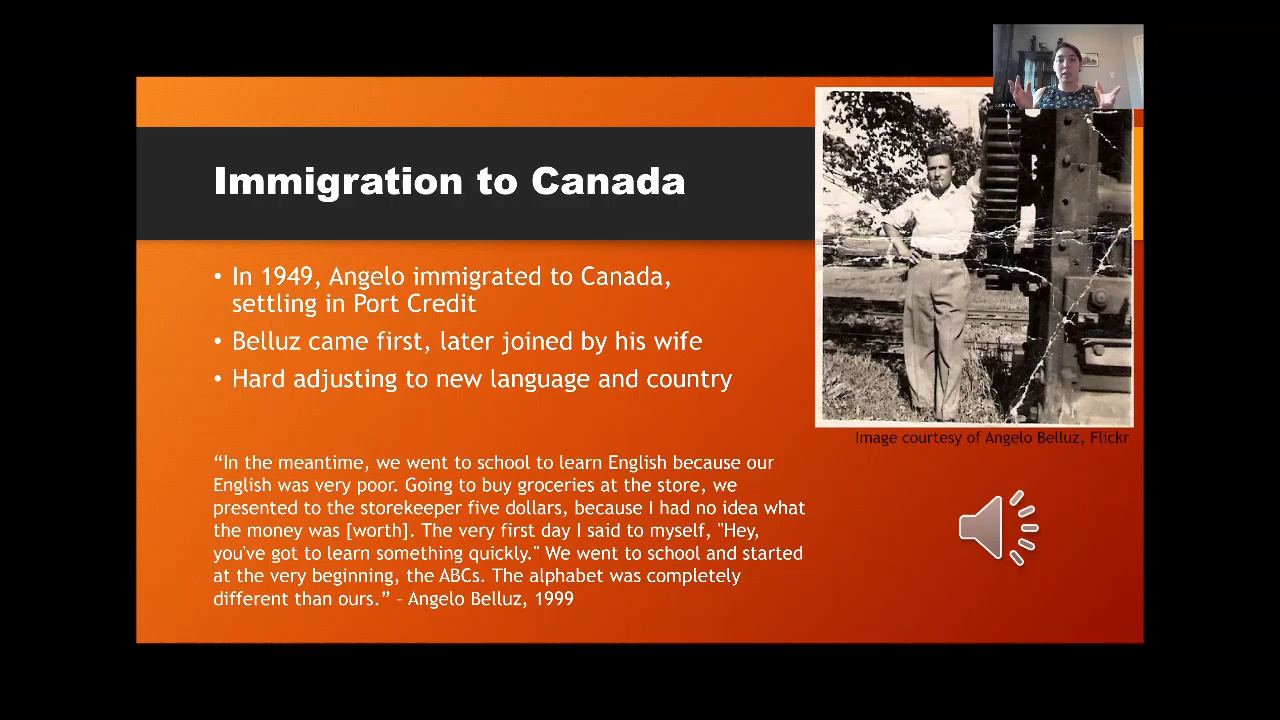 Immigration to Canada
• In 1949, Angelo immigrated to Canada,
settling in Port Credit
• Belluz came first, later joined by his wife
• Hard adjusting to new language and country
Image courtesy of Angelo Belluz, Flickr
“In the meantime, we went to school to learn English because our
English was very poor. Going to buy groceries at the store, we
presented to the storekeeper five dollars, because I had no idea what
the money was [worth]. The very first day I said to myself, "Hey,
you've got to learn something quickly." We went to school and started
at the very beginning, the ABCs. The alphabet was completely
different than ours.” – Angelo Belluz, 1999